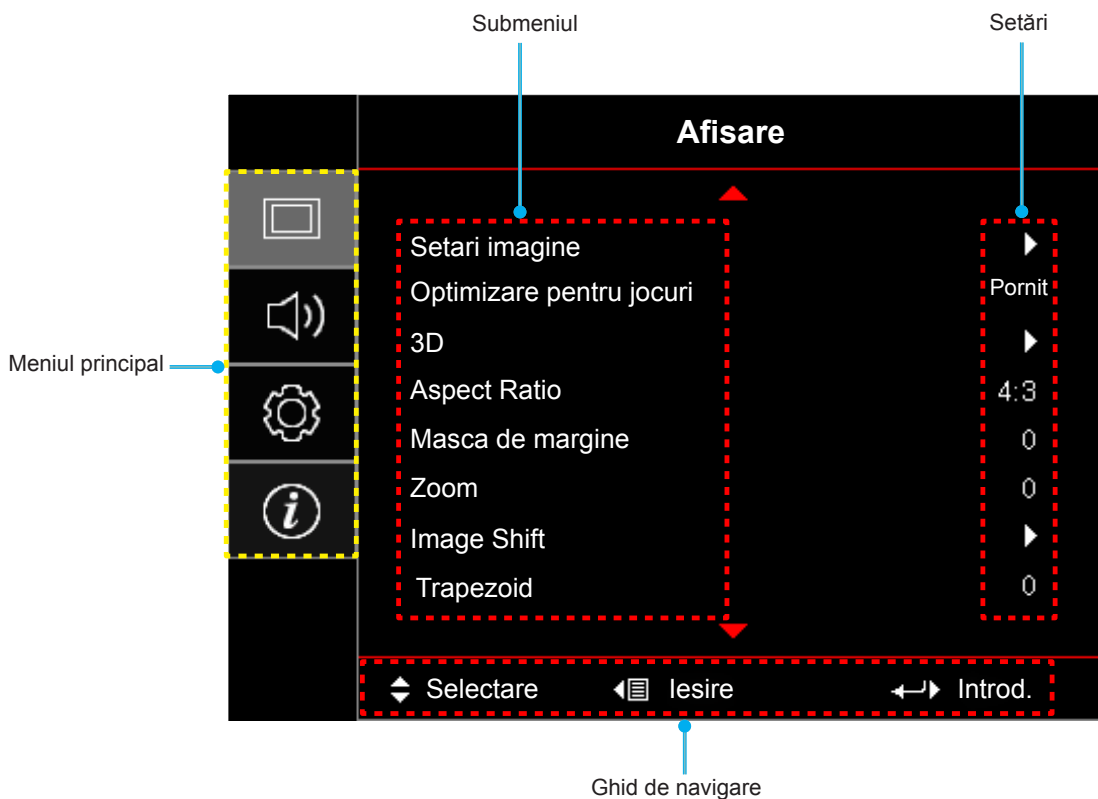 Submeniul Setări
Afisare
Setari imagine
Optimizare pentru jocuri Pornit
3D
Meniul principal
Aspect Ratio 4:3
Masca de margine 0
Zoom 0
Image Shift
Trapezoid 0
Selectare Iesire Introd.
Ghid de navigare